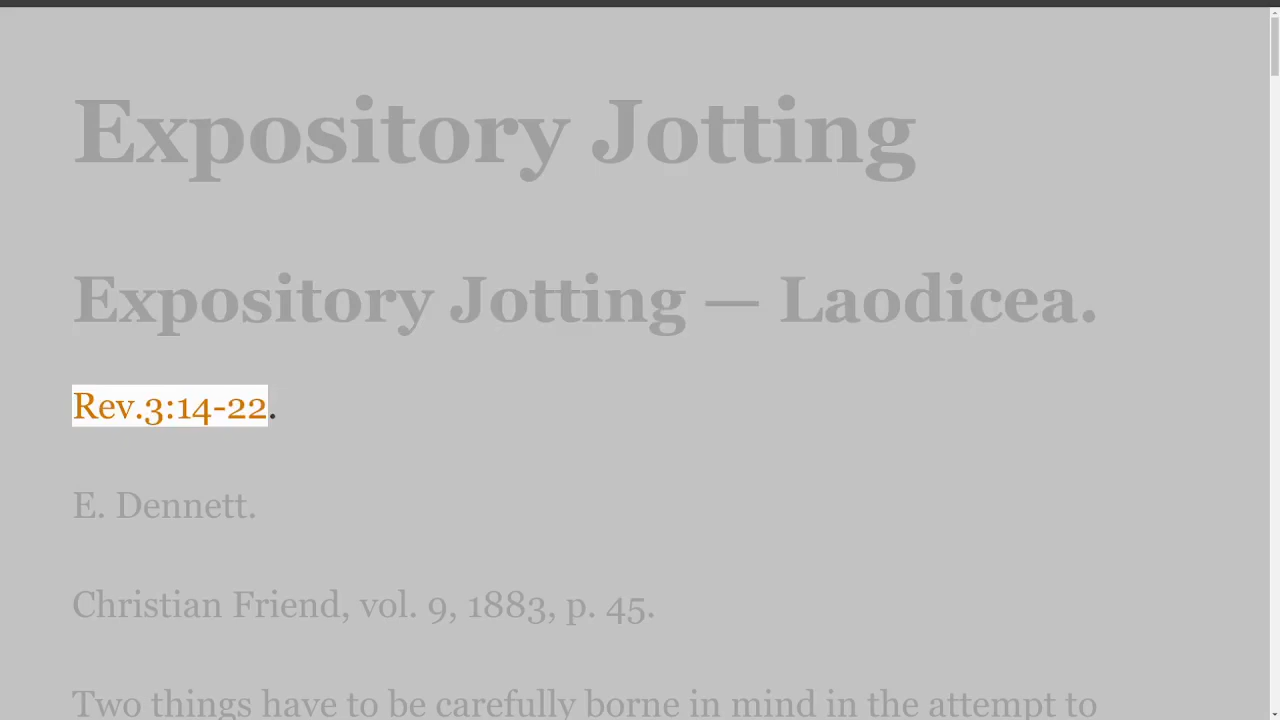 Expository Jotting
Expository Jotting — Laodicea.
Rev.3:14-22.
E. Dennett.
Christian Friend, vol. 9, 1883, p. 45.
Two things have to be carefully borne in mind in the attempt to